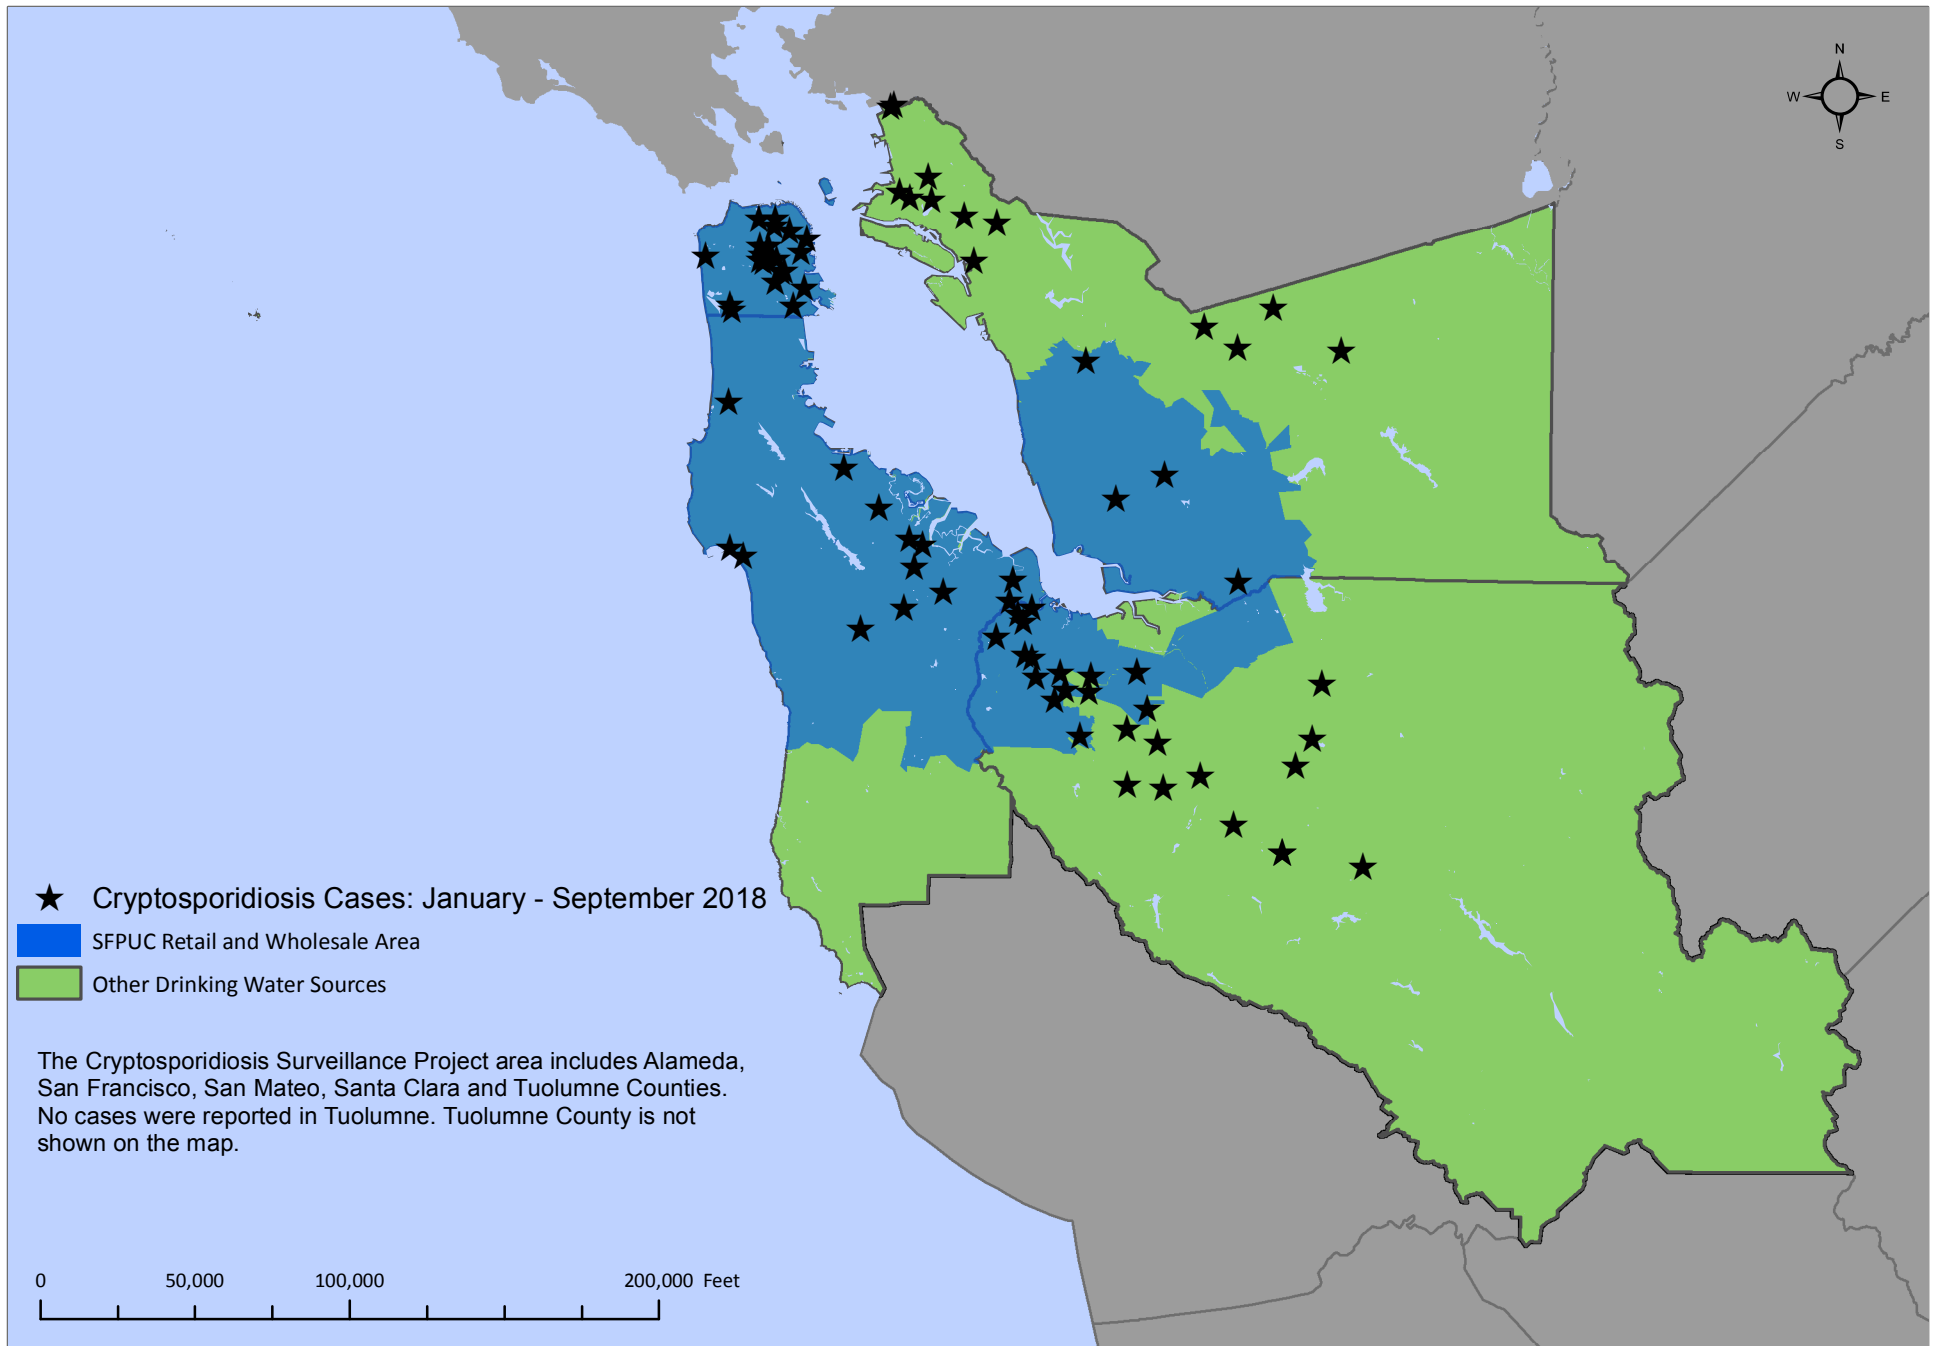 N
W E
S
Cryptosporidiosis Cases: January - September 2018
SFPUC Retail and Wholesale Area
Other Drinking Water Sources
The Cryptosporidiosis Surveillance Project area includes Alameda,
San Francisco, San Mateo, Santa Clara and Tuolumne Counties.
No cases were reported in Tuolumne. Tuolumne County is not
shown on the map.
0 50,000 100,000 200,000 Feet